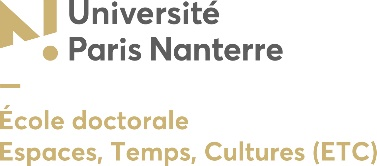 Université
Paris Nanterre
École doctorale
Espaces, Temps, Cultures (ETC)